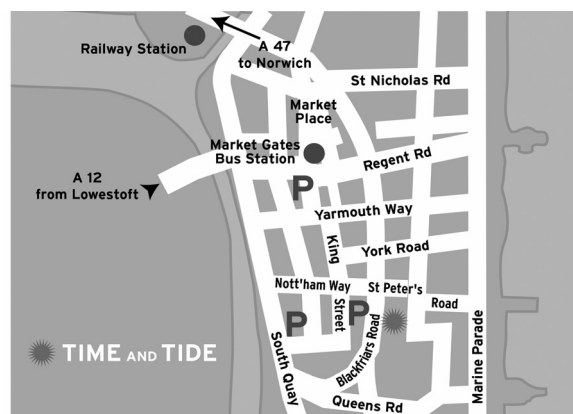 Railway Station
A 47
to Norwich
St Nicholas Rd
Market
Place
Market Gates
Bus Station
Regent Rd
A 12
from Lowestoft
P
Yarmouth Way
King
Street
York Road
Nott'ham Way
St Peter's
Road
P
P
Blackfriars Road
South Quay
Marine Parade
Queens Rd
TIME AND TIDE